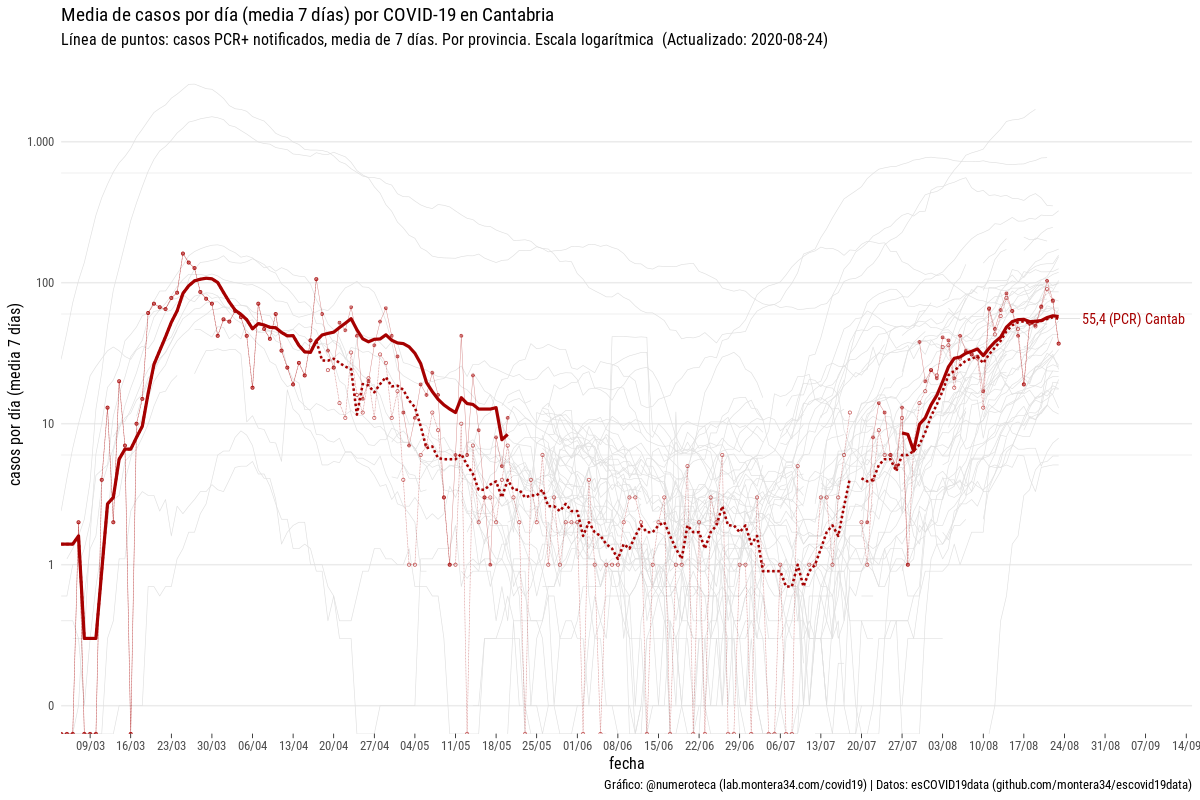 Media de casos por día (media 7 días) por COVID-19 en Cantabria
Línea de puntos: casos PCR+ notificados, media de 7 días. Por provincia. Escala logarítmica  (Actualizado: 2020-08-24)
casos por día (media 7 días)
1.000
100
10
1
0
55,4 (PCR) Cantab
09/03 16/03 23/03 30/03 06/04 13/04 20/04 27/04 04/05 11/05 18/05 25/05 01/06 08/06 15/06 22/06 29/06 06/07 13/07 20/07 27/07 03/08 10/08 17/08 24/08 31/08 07/09 14/09
fecha
Gráfico: @numeroteca (lab.montera34.com/covid19) | Datos: esCOVID19data (github.com/montera34/escovid19data)